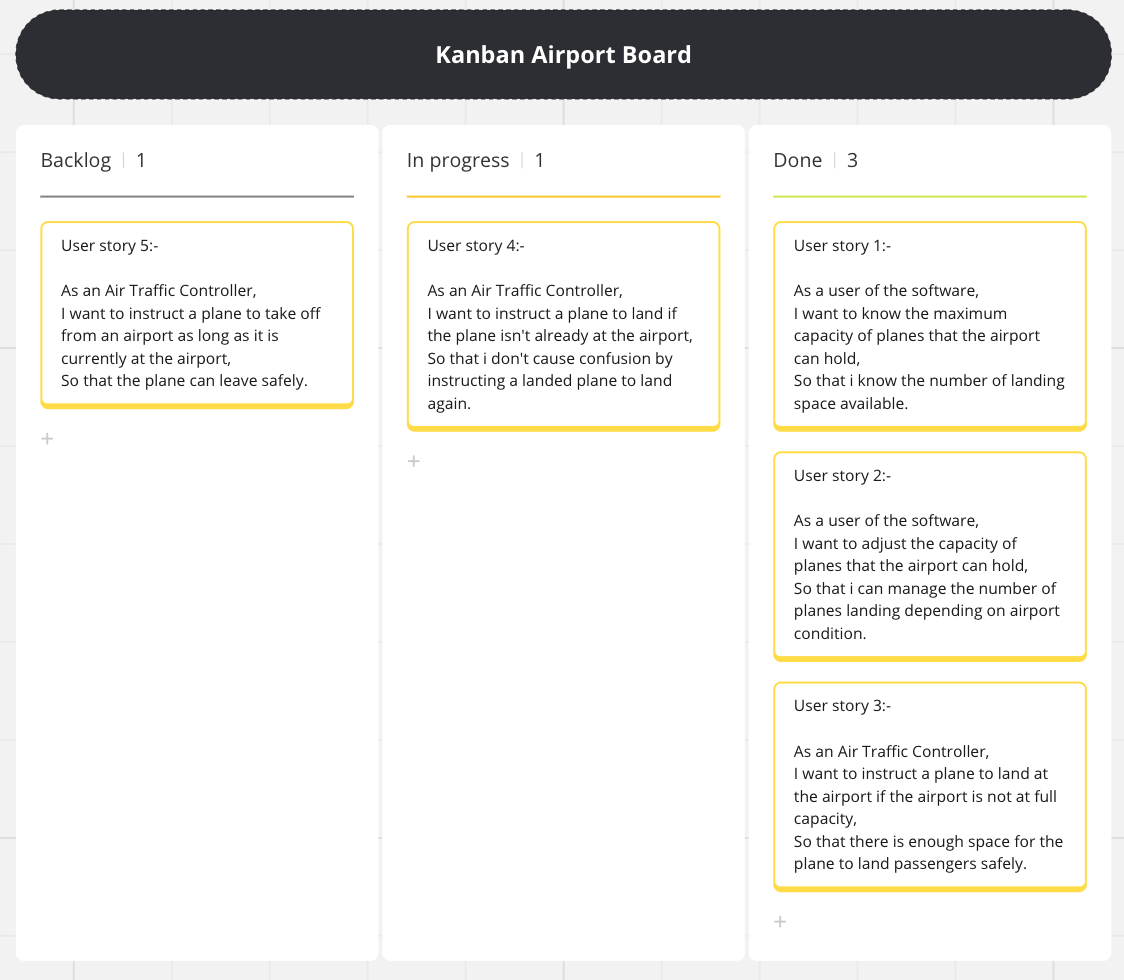 Kanban Airport Board
Backlog | 1
User story 5:-
As an Air Traffic Controller,
I want to instruct a plane to take off
from an airport as long as it is
currently at the airport,
So that the plane can leave safely.
+
In progress | 1
User story 4:-
As an Air Traffic Controller,
I want to instruct a plane to land if
the plane isn't already at the airport,
So that i don't cause confusion by
instructing a landed plane to land
again.
+
Done | 3
User story 1:-
As a user of the software,
I want to know the maximum
capacity of planes that the airport
can hold,
So that i know the number of landing
space available.
User story 2:-
As a user of the software,
I want to adjust the capacity of
planes that the airport can hold,
So that i can manage the number of
planes landing depending on airport
condition.
User story 3:-
As an Air Traffic Controller,
I want to instruct a plane to land at
the airport if the airport is not at full
capacity,
So that there is enough space for the
plane to land passengers safely.
+